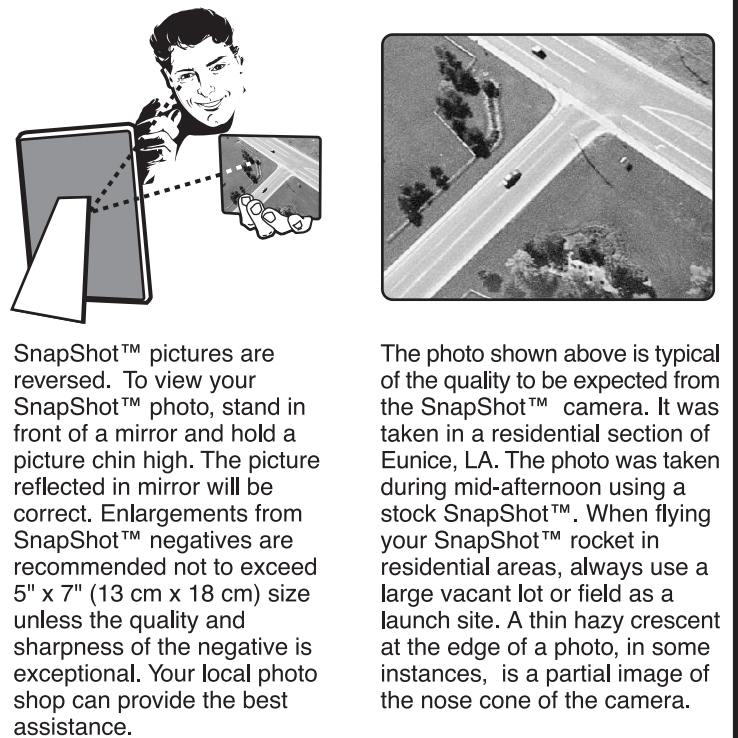 SnapShot™ pictures are
reversed. To view your
SnapShot™ photo, stand in
front of a mirror and hold a
picture chin high. The picture
reflected in mirror will be
correct. Enlargements from
SnapShot™ negatives are
recommended not to exceed
5" x 7" (13 cm x 18 cm) size
unless the quality and
sharpness of the negative is
exceptional. Your local photo
shop can provide the best
assistance.
The photo shown above is typical
of the quality to be expected from
the SnapShot™ camera. It was
taken in a residential section of
Eunice, LA. The photo was taken
during mid-afternoon using a
stock SnapShot™. When flying
your SnapShot™ rocket in
residential areas, always use a
large vacant lot or field as a
launch site. A thin hazy crescent
at the edge of a photo, in some
instances, is a partial image of
the nose cone of the camera.